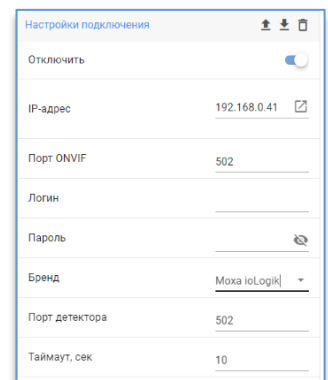 Настройки подключения
Отключить
IP-адрес 192.168.0.41
Порт ONVIF 502
Логин
Пароль
Бренд Moxa ioLogik
Порт детектора 502
Таймаут, сек 10